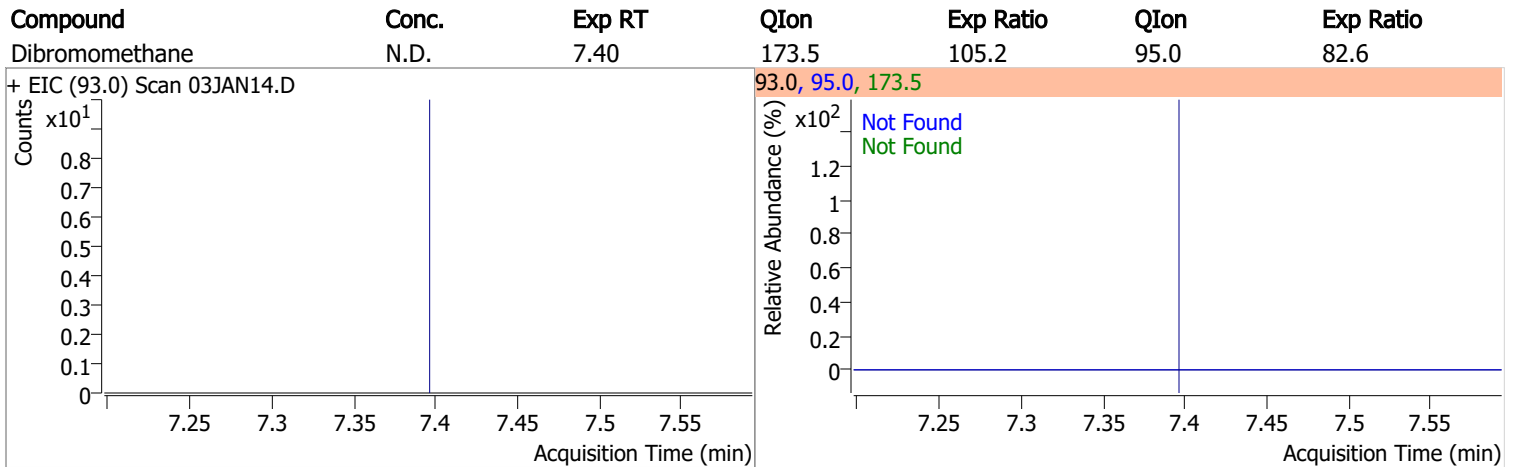 Compound Conc. Exp RT QIon Exp Ratio QIon Exp Ratio
Dibromomethane N.D. 7.40 173.5 105.2 95.0 82.6
+ EIC (93.0) Scan 03JAN14.D
Counts
x10¹
0.8
0.7
0.6
0.5
0.4
0.3
0.2
0.1
0
7.25 7.3 7.35 7.4 7.45 7.5 7.55
Acquisition Time (min)
93.0, 95.0, 173.5
Relative Abundance (%)
x10²
Not Found
Not Found
1.2
1
0.8
0.6
0.4
0.2
0
7.25 7.3 7.35 7.4 7.45 7.5 7.55
Acquisition Time (min)